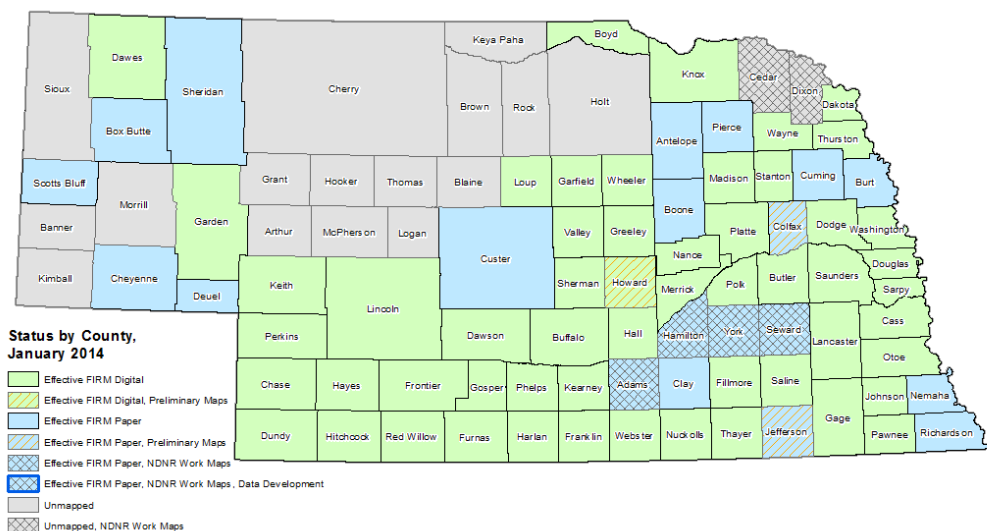 Boyd
Keya Paha
Dawes
Knox
Cedar
Sioux
Cherry
Sheridan
Dixon
Holt
Brown
Rock
Dakota
Box Butte
Pierce
Wayne
Antelope
Thurston
Grant
Hooker
Thomas
Blaine
Loup
Garfield
Wheeler
Madison
Stanton
Cuming
Burt
Scotts Bluff
Morrill
Garden
Boone
Banner
Arthur
McPherson
Logan
Valley
Greeley
Platte
Colfax
Dodge
Washington
Custer
Nance
Kimball
Cheyenne
Deuel
Keith
Sherman
Howard
Merrick
Polk
Butler
Saunders
Douglas
Sarpy
Lincoln
Perkins
Dawson
Buffalo
Hall
Hamilton
York
Seward
Lancaster
Cass
Otoe
Chase
Hayes
Frontier
Gosper
Phelps
Kearney
Adams
Clay
Fillmore
Saline
Johnson
Nemaha
Gage
Dundy
Hitchcock
Red Willow
Furnas
Harlan
Franklin
Webster
Nuckolls
Thayer
Jefferson
Pawnee
Richardson
Status by County,
January 2014
Effective FIRM Digital
Effective FIRM Digital, Preliminary Maps
Effective FIRM Paper
Effective FIRM Paper, Preliminary Maps
Effective FIRM Paper, NDNR Work Maps
Effective FIRM Paper, NDNR Work Maps, Data Development
Unmapped
Unmapped, NDNR Work Maps